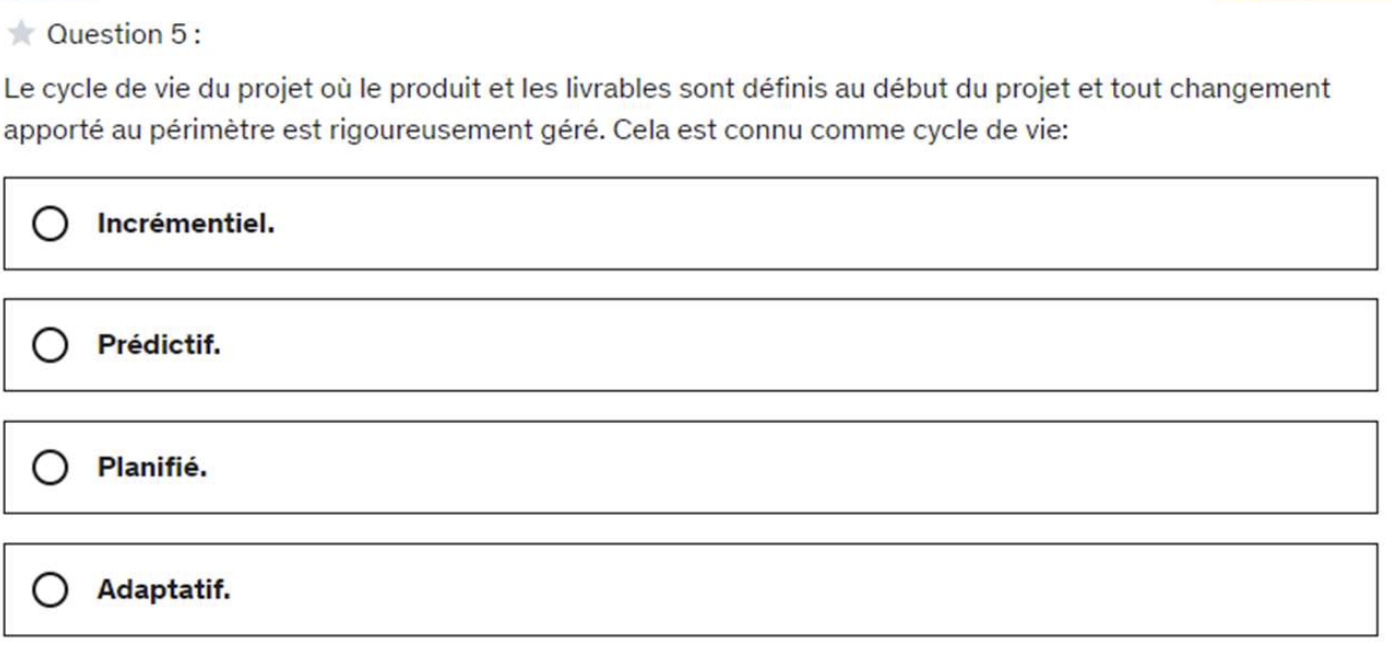 Question 5 :
Le cycle de vie du projet où le produit et les livrables sont définis au début du projet et tout changement
apporté au périmètre est rigoureusement géré. Cela est connu comme cycle de vie:
Incrémentiel.
Prédictif.
Planifié.
Adaptatif.